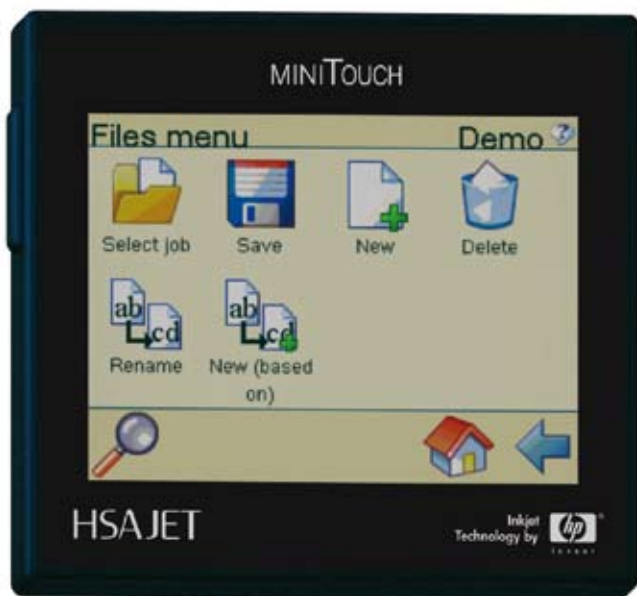 MINITOUCH
Files menu Demo
Select job Save New Delete
ab cd ab cd
Rename New (based on)
HSAJET
Inkjet
Technology by hp
invent